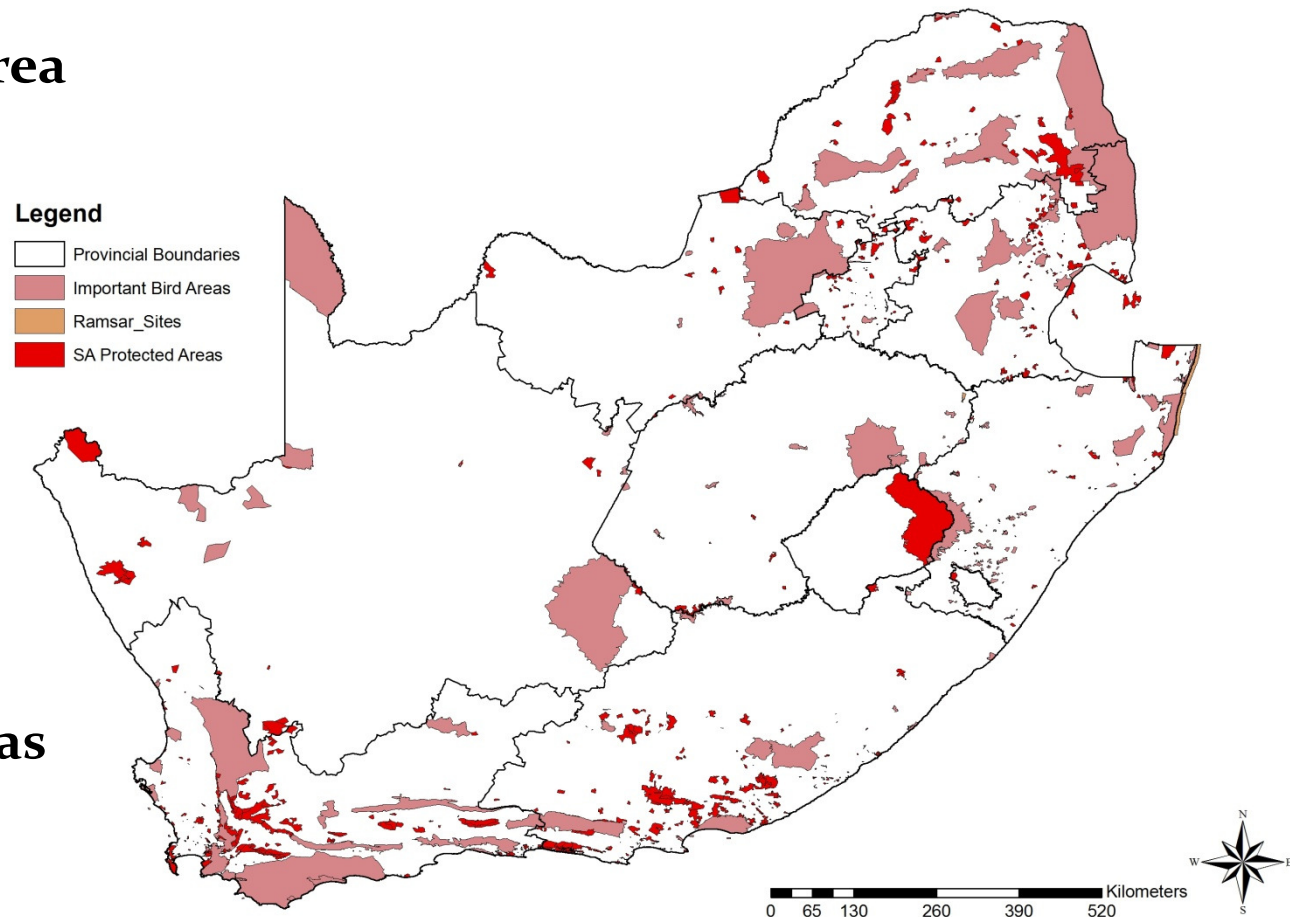 rea
Legend
Provincial Boundaries
Important Bird Areas
Ramsar_Sites
SA Protected Areas
as
N
W
E
S
Kilometers
0 65 130 260 390 520